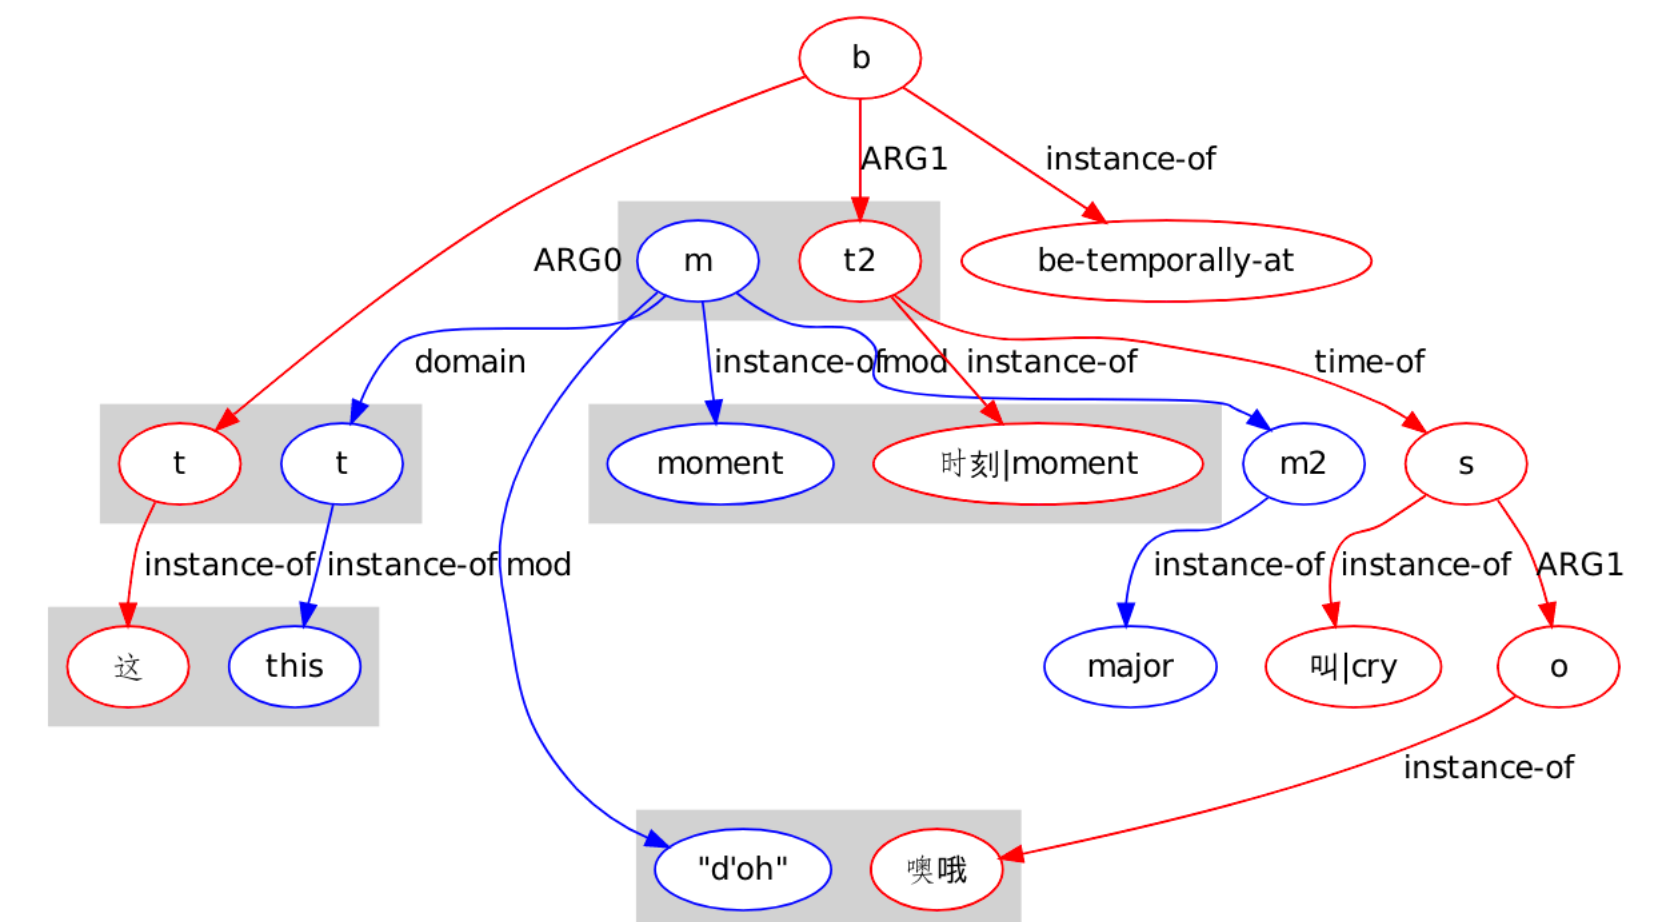 b
ARG1
instance-of
ARG0
m
t2
be-temporally-at
domain
instance-of
mod
instance-of
time-of
t
t
moment
时刻|moment
m2
s
instance-of
instance-of
mod
instance-of
instance-of
ARG1
这
this
major
叫|cry
o
instance-of
"d'oh"
噢哦